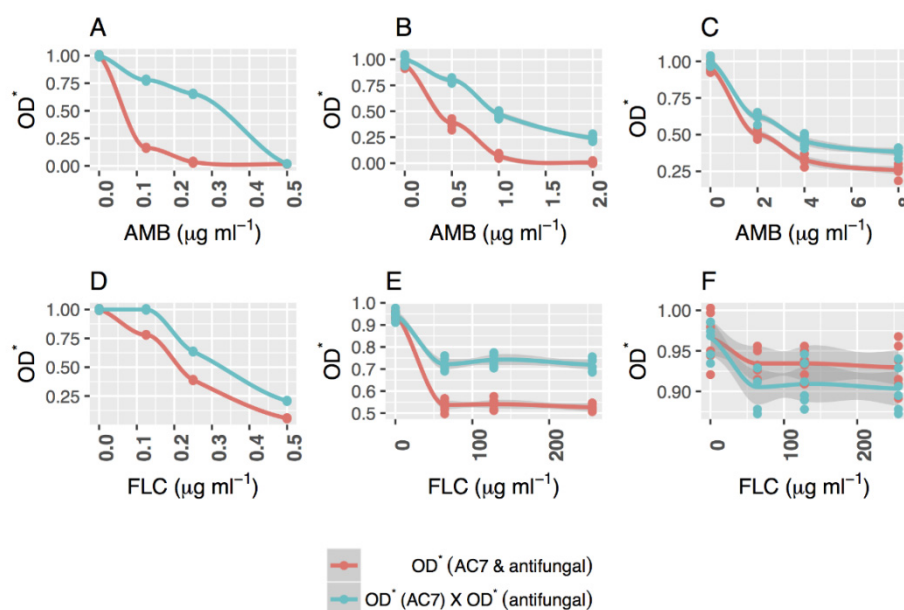 A
B
C
1.00
0.75
0.50
0.25
0.00
OD*
0.0
0.1
0.2
0.3
0.4
0.5
AMB (μg ml⁻¹)
1.00
0.75
0.50
0.25
0.00
OD*
0.0
0.5
1.0
1.5
2.0
AMB (μg ml⁻¹)
1.00
0.75
0.50
0.25
OD*
0
2
4
6
8
AMB (μg ml⁻¹)
D
E
F
1.00
0.75
0.50
0.25
OD*
0.0
0.1
0.2
0.3
0.4
0.5
FLC (μg ml⁻¹)
1.0
0.9
0.8
0.7
0.6
0.5
OD*
0
100
200
FLC (μg ml⁻¹)
1.00
0.95
0.90
OD*
0
100
200
FLC (μg ml⁻¹)
OD* (AC7 & antifungal)
OD* (AC7) X OD* (antifungal)